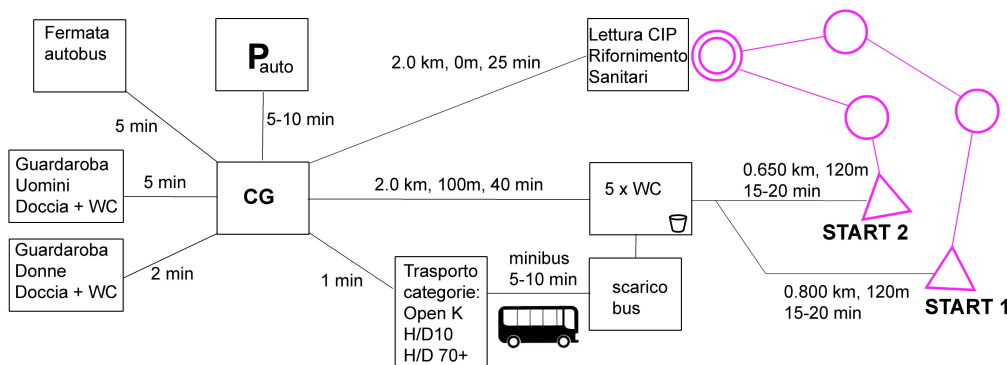 Fermata
autobus
P
auto
2.0 km, 0m, 25 min
Lettura CIP
Rifornimento
Sanitari
5 min
5-10 min
Guardaroba
Uomini
Doccia + WC
5 min
CG
2.0 km, 100m, 40 min
5 x WC
0.650 km, 120m
15-20 min
START 2
Guardaroba
Donne
Doccia + WC
2 min
1 min
Trasporto
categorie:
Open K
H/D10
H/D 70+
minibus
5-10 min
scarico
bus
0.800 km, 120m
15-20 min
START 1